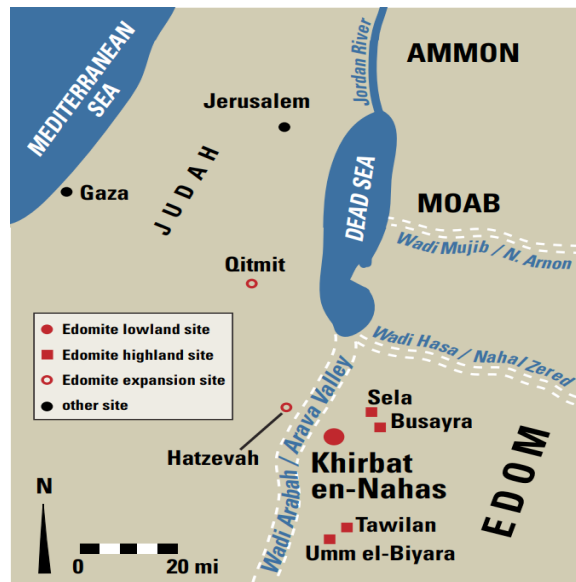 MEDITERRANEAN
SEA
Jordan River
AMMON
Jerusalem
JUDAH
Gaza
DEAD SEA
MOAB
Wadi Mujib / N. Arnon
Qitmit
Edomite lowland site
Edomite highland site
Edomite expansion site
other site
Wadi Hasa / Nahal Zered
Sela
Busayra
Hatzevah
Wadi Arabah / Arava Valley
Khirbat
en-Nahas
EDOM
N
Tawilan
Umm el-Biyara
0 20 mi